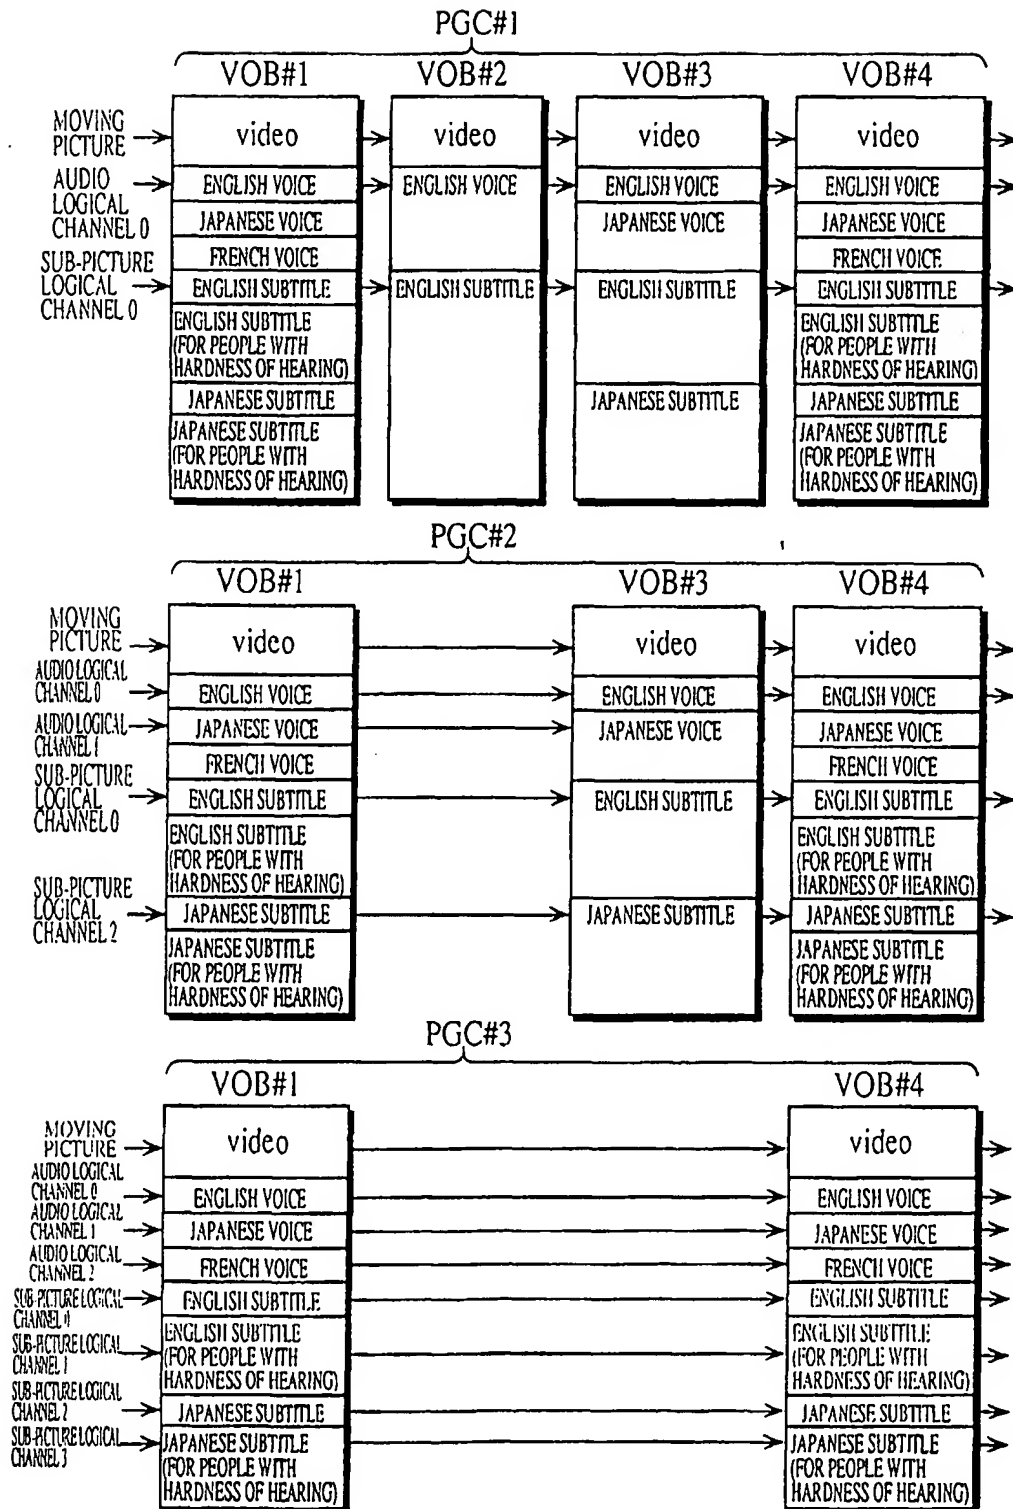 PGC#1
VOB#1 VOB#2 VOB#3 VOB#4
MOVING
PICTURE
video video video video
AUDIO
LOGICAL
CHANNEL 0
ENGLISH VOICE ENGLISH VOICE ENGLISH VOICE ENGLISH VOICE
JAPANESE VOICE JAPANESE VOICE JAPANESE VOICE
FRENCH VOICE FRENCH VOICE
SUB-PICTURE
LOGICAL
CHANNEL 0
ENGLISH SUBTITLE ENGLISH SUBTITLE ENGLISH SUBTITLE ENGLISH SUBTITLE
ENGLISH SUBTITLE
(FOR PEOPLE WITH
HARDNESS OF HEARING)
ENGLISH SUBTITLE
(FOR PEOPLE WITH
HARDNESS OF HEARING)
JAPANESE SUBTITLE JAPANESE SUBTITLE JAPANESE SUBTITLE
JAPANESE SUBTITLE
(FOR PEOPLE WITH
HARDNESS OF HEARING)
JAPANESE SUBTITLE
(FOR PEOPLE WITH
HARDNESS OF HEARING)
PGC#2
VOB#1 VOB#3 VOB#4
MOVING
PICTURE
video video video
AUDIO LOGICAL
CHANNEL 0
ENGLISH VOICE ENGLISH VOICE ENGLISH VOICE
AUDIO LOGICAL
CHANNEL 1
JAPANESE VOICE JAPANESE VOICE JAPANESE VOICE
FRENCH VOICE FRENCH VOICE
SUB-PICTURE
LOGICAL
CHANNEL 0
ENGLISH SUBTITLE ENGLISH SUBTITLE ENGLISH SUBTITLE
ENGLISH SUBTITLE
(FOR PEOPLE WITH
HARDNESS OF HEARING)
ENGLISH SUBTITLE
(FOR PEOPLE WITH
HARDNESS OF HEARING)
SUB-PICTURE
LOGICAL
CHANNEL 2
JAPANESE SUBTITLE JAPANESE SUBTITLE JAPANESE SUBTITLE
JAPANESE SUBTITLE
(FOR PEOPLE WITH
HARDNESS OF HEARING)
JAPANESE SUBTITLE
(FOR PEOPLE WITH
HARDNESS OF HEARING)
PGC#3
VOB#1 VOB#4
MOVING
PICTURE
video video
AUDIO LOGICAL
CHANNEL 0
ENGLISH VOICE ENGLISH VOICE
AUDIO LOGICAL
CHANNEL 1
JAPANESE VOICE JAPANESE VOICE
AUDIO LOGICAL
CHANNEL 2
FRENCH VOICE FRENCH VOICE
SUB-PICTURE LOGICAL
CHANNEL 0
ENGLISH SUBTITLE ENGLISH SUBTITLE
SUB-PICTURE LOGICAL
CHANNEL 1
ENGLISH SUBTITLE
(FOR PEOPLE WITH
HARDNESS OF HEARING)
ENGLISH SUBTITLE
(FOR PEOPLE WITH
HARDNESS OF HEARING)
SUB-PICTURE LOGICAL
CHANNEL 2
JAPANESE SUBTITLE JAPANESE SUBTITLE
SUB-PICTURE LOGICAL
CHANNEL 3
JAPANESE SUBTITLE
(FOR PEOPLE WITH
HARDNESS OF HEARING)
JAPANESE SUBTITLE
(FOR PEOPLE WITH
HARDNESS OF HEARING)